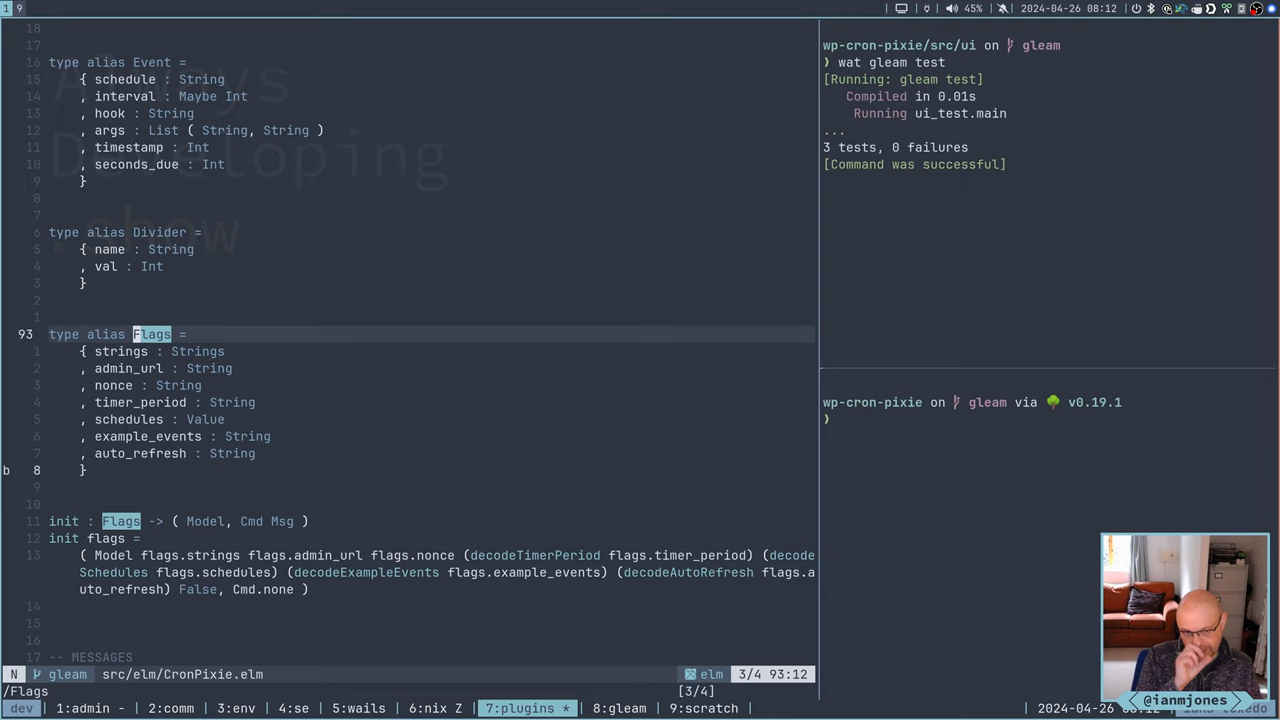 1 9 45% 2024-04-26 08:12
18
17
16 type alias Event =
15 { schedule : String
14 , interval : Maybe Int
13 , hook : String
12 , args : List ( String, String )
11 , timestamp : Int
10 , seconds_due : Int
9 }
8
7
6 type alias Divider =
5 { name : String
4 , val : Int
3 }
2
1
93 type alias Flags =
1 { strings : Strings
2 , admin_url : String
3 , nonce : String
4 , timer_period : String
5 , schedules : Value
6 , example_events : String
7 , auto_refresh : String
b 8 }
9
10
11 init : Flags -> ( Model, Cmd Msg )
12 init flags =
13 ( Model flags.strings flags.admin_url flags.nonce (decodeTimerPeriod flags.timer_period) (decode
Schedules flags.schedules) (decodeExampleEvents flags.example_events) (decodeAutoRefresh flags.a
uto_refresh) False, Cmd.none )
14
15
16
17 -- MESSAGES
N gleam src/elm/CronPixie.elm elm 3/4 93:12
/Flags [3/4]
Always
Developing
.show
wp-cron-pixie/src/ui on gleam
❯ wat gleam test
[Running: gleam test]
Compiled in 0.01s
Running ui_test.main
...
3 tests, 0 failures
[Command was successful]
wp-cron-pixie on gleam via 🌳 v0.19.1
❯
@ianmjones
dev 1:admin - 2:comm 3:env 4:se 5:wails 6:nix Z 7:plugins * 8:gleam 9:scratch 2024-04-26 08:12